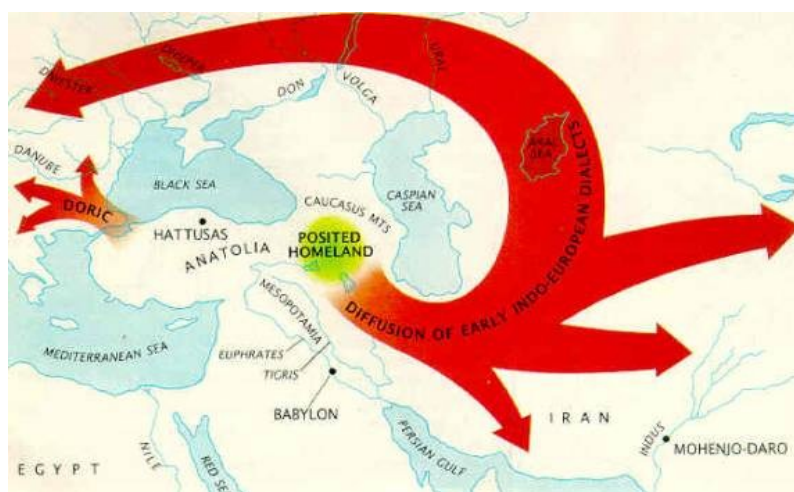 DNIESTER
DNIEPER
DON
VOLGA
URAL
DANUBE
BLACK SEA
ARAL
SEA
CASPIAN
SEA
CAUCASUS MTS
DORIC
HATTUSAS
ANATOLIA
POSITED
HOMELAND
DIFFUSION OF EARLY INDO-EUROPEAN DIALECTS
MESOPOTAMIA
MEDITERRANEAN SEA
EUPHRATES
TIGRIS
BABYLON
IRAN
PERSIAN GULF
INDUS
MOHENJO-DARO
EGYPT
NILE
RED SE